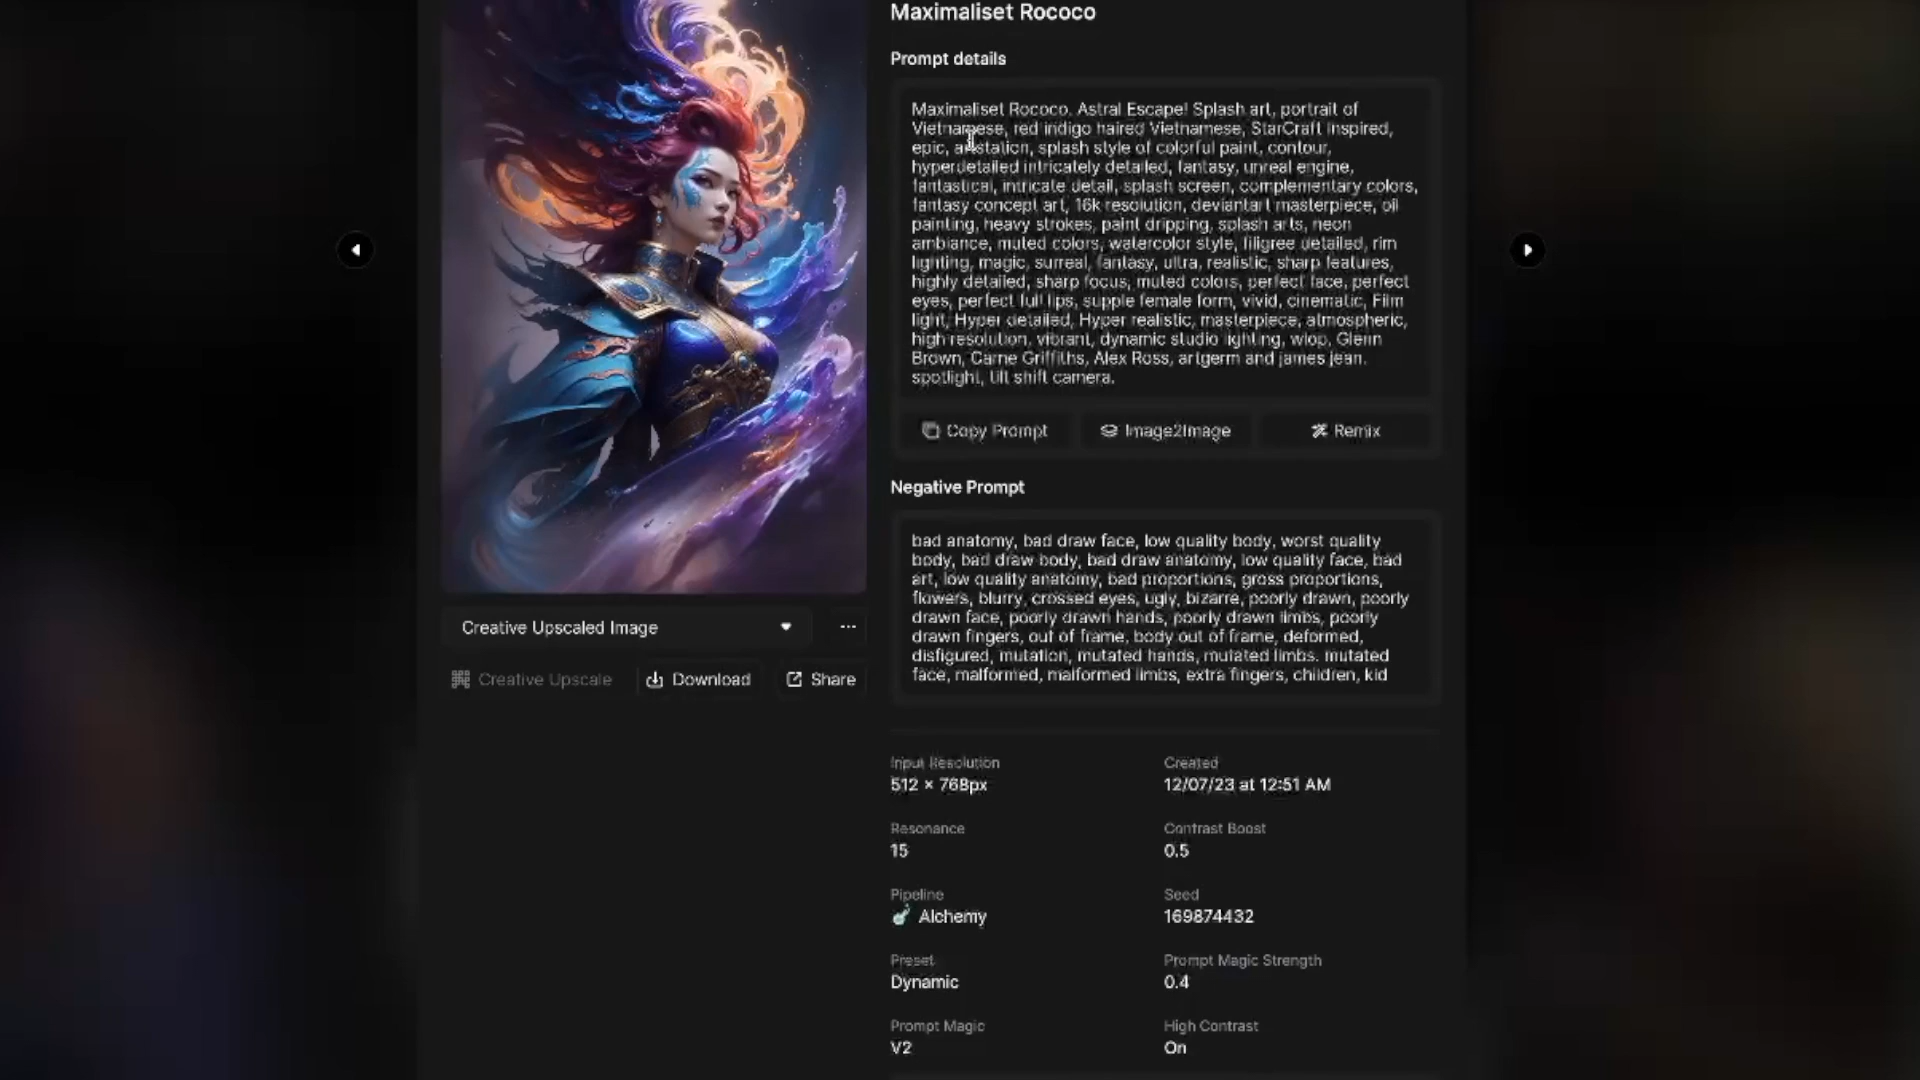 Maximaliset Rococo
Prompt details
Maximaliset Rococo. Astral Escape! Splash art, portrait of
Vietnamese, red indigo haired Vietnamese, StarCraft Inspired,
epic, artstation, splash style of colorful paint, contour,
hyperdetailed intricately detailed, fantasy, unreal engine,
fantastical, intricate detail, splash screen, complementary colors,
fantasy concept art, 16k resolution, deviantart masterpiece, oil
painting, heavy strokes, paint dripping, splash arts, neon
ambiance, muted colors, watercolor style, filigree detailed, rim
lighting, magic, surreal, fantasy, ultra, realistic, sharp features,
highly detailed, sharp focus, muted colors, perfect face, perfect
eyes, perfect full lips, supple female form, vivid, cinematic, Film
light, Hyper detailed, Hyper realistic, masterpiece, atmospheric,
high resolution, vibrant, dynamic studio lighting, wlop, Glenn
Brown, Carne Griffiths, Alex Ross, artgerm and james jean.
spotlight, tilt shift camera.
Copy Prompt
Image2Image
Remix
Negative Prompt
bad anatomy, bad draw face, low quality body, worst quality
body, bad draw body, bad draw anatomy, low quality face, bad
art, low quality anatomy, bad proportions, gross proportions,
flowers, blurry, crossed eyes, ugly, bizarre, poorly drawn, poorly
drawn face, poorly drawn hands, poorly drawn limbs, poorly
drawn fingers, out of frame, body out of frame, deformed,
disfigured, mutation, mutated hands, mutated limbs. mutated
face, malformed, malformed limbs, extra fingers, children, kid
Creative Upscaled Image
Creative Upscale
Download
Share
Input Resolution
512 × 768px
Created
12/07/23 at 12:51 AM
Resonance
15
Contrast Boost
0.5
Pipeline
Alchemy
Seed
169874432
Preset
Dynamic
Prompt Magic Strength
0.4
Prompt Magic
V2
High Contrast
On